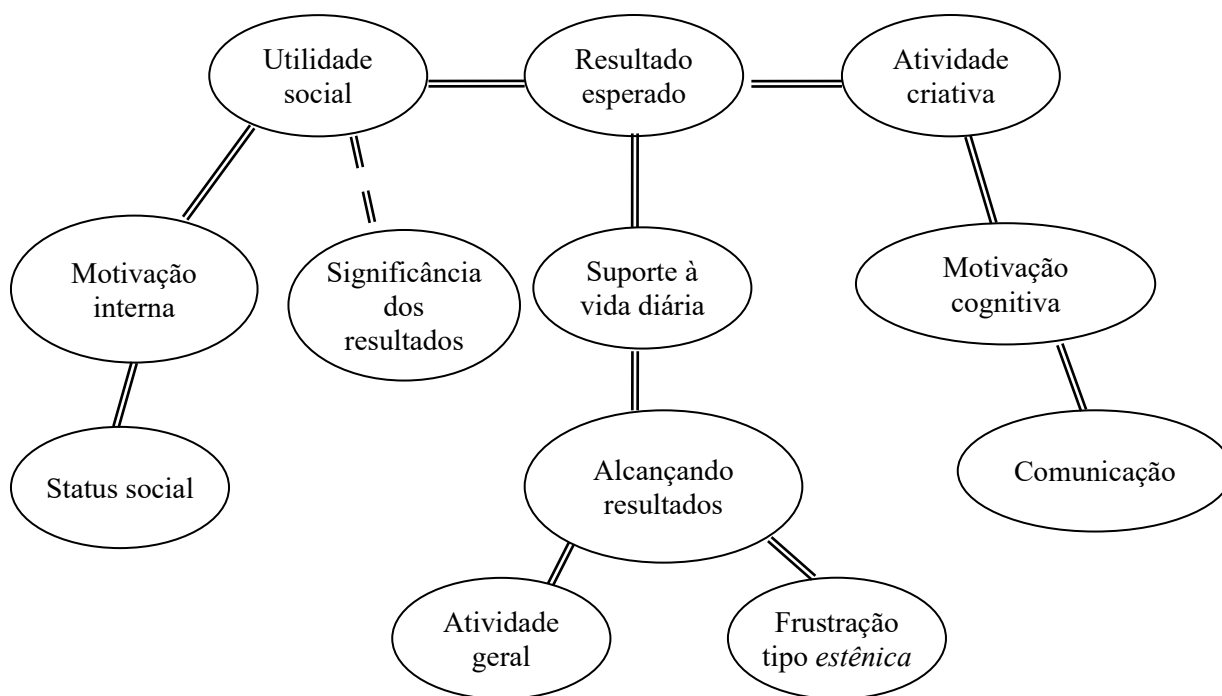 Utilidade
social
Resultado
esperado
Atividade
criativa
Motivação
interna
Significância
dos
resultados
Suporte à
vida diária
Motivação
cognitiva
Status social
Alcançando
resultados
Comunicação
Atividade
geral
Frustração
tipo estênica